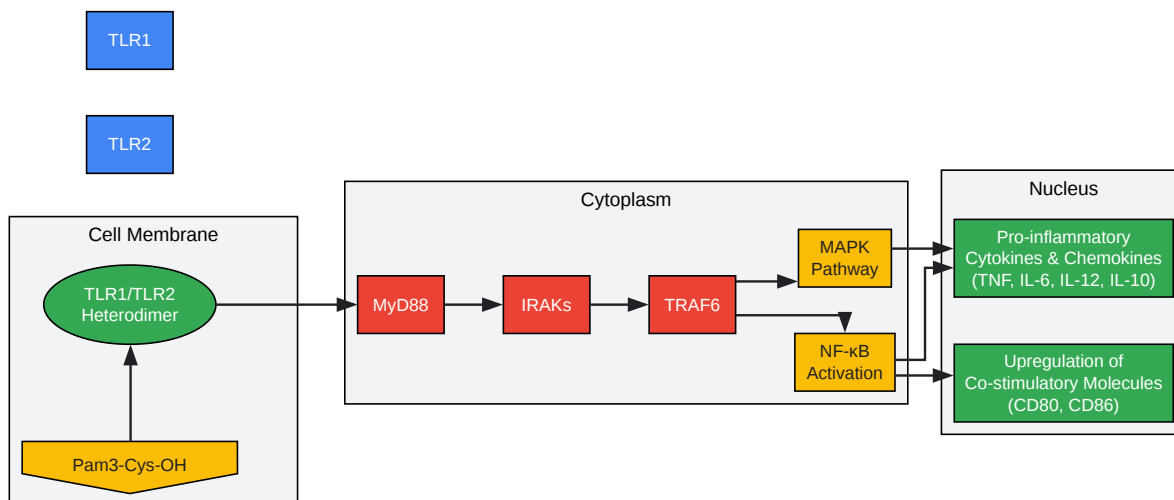 TLR1
TLR2
Cell Membrane
TLR1/TLR2
Heterodimer
Pam3-Cys-OH
Cytoplasm
MyD88
IRAKs
TRAF6
MAPK
Pathway
NF-κB
Activation
Nucleus
Pro-inflammatory
Cytokines & Chemokines
(TNF, IL-6, IL-12, IL-10)
Upregulation of
Co-stimulatory Molecules
(CD80, CD86)